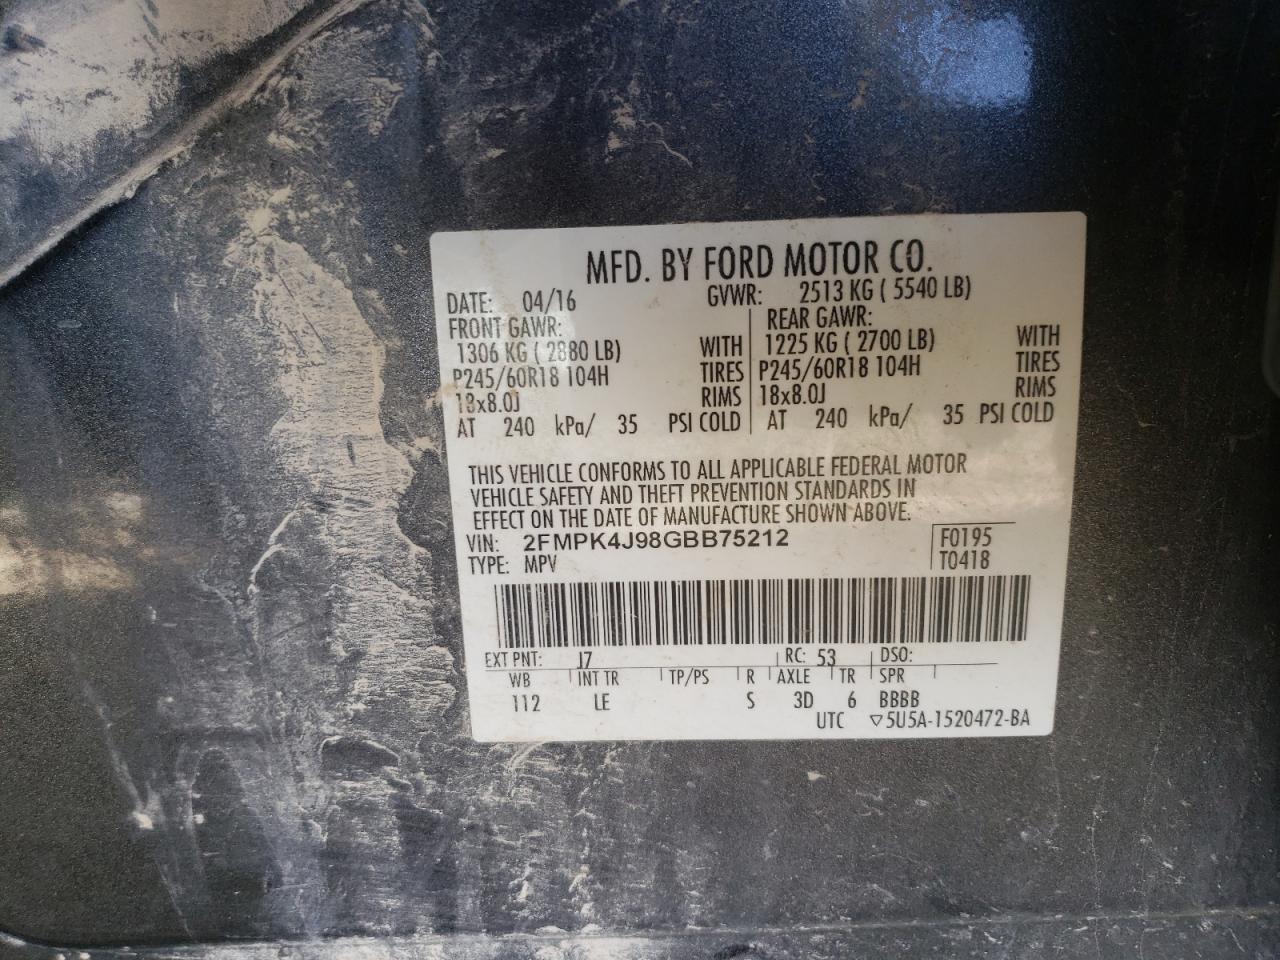 MFD. BY FORD MOTOR CO.
DATE: 04/16 GVWR: 2513 KG ( 5540 LB)
FRONT GAWR: REAR GAWR:
1306 KG ( 2880 LB) WITH 1225 KG ( 2700 LB) WITH
P245/60R18 104H TIRES P245/60R18 104H TIRES
18x8.0J RIMS 18x8.0J RIMS
AT 240 kPa/ 35 PSI COLD AT 240 kPa/ 35 PSI COLD
THIS VEHICLE CONFORMS TO ALL APPLICABLE FEDERAL MOTOR
VEHICLE SAFETY AND THEFT PREVENTION STANDARDS IN
EFFECT ON THE DATE OF MANUFACTURE SHOWN ABOVE.
VIN: 2FMPK4J98GBB75212 F0195
TYPE: MPV T0418
EXT PNT: J7 RC: 53 DSO:
WB INT TR TP/PS R AXLE TR SPR
112 LE S 3D 6 BBBB
UTC ▽5U5A-1520472-BA